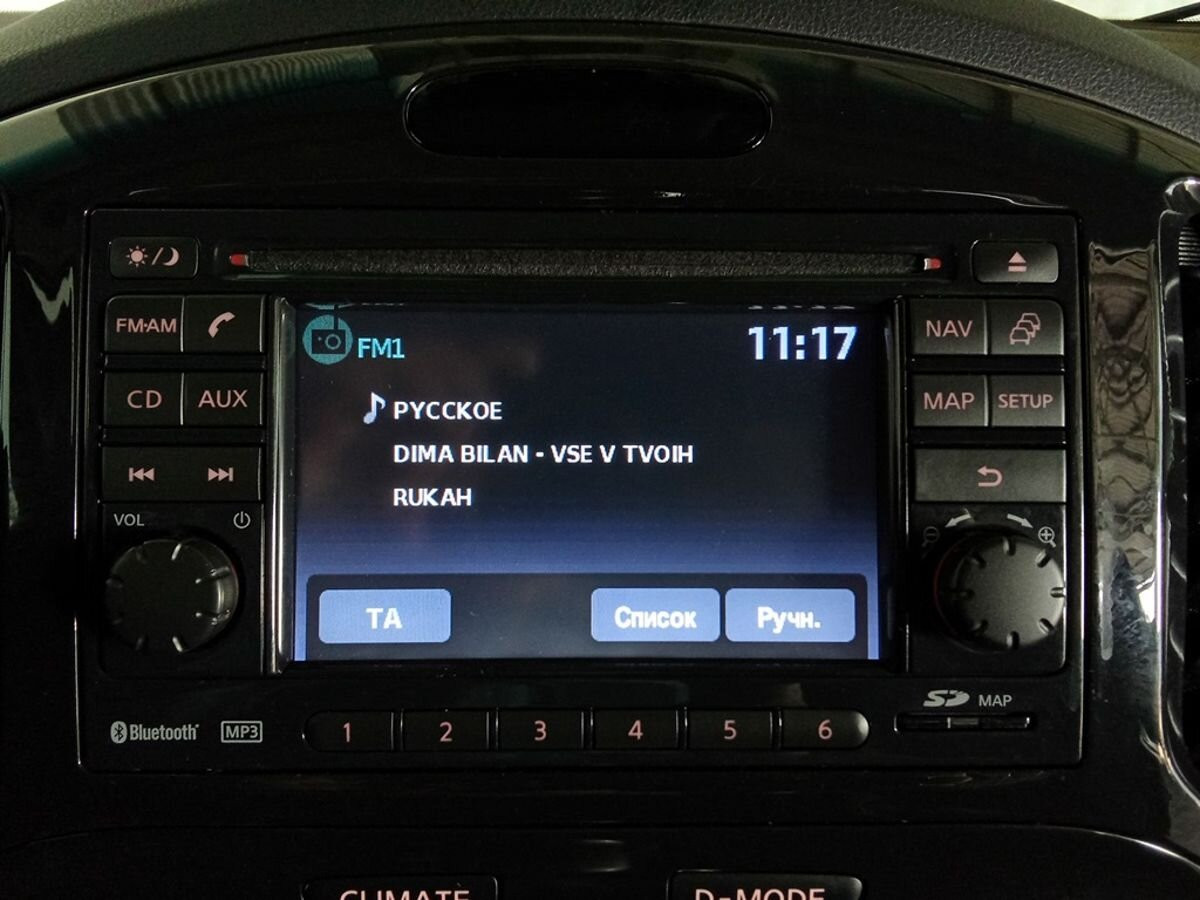 FM·AM
CD
AUX
VOL
FM1
11:17
РУССКОЕ
DIMA BILAN - VSE V TVOIH
RUKAH
TA
Список
Ручн.
NAV
MAP
SETUP
Bluetooth
MP3
1
2
3
4
5
6
SD
MAP
CLIMATE
D-MODE